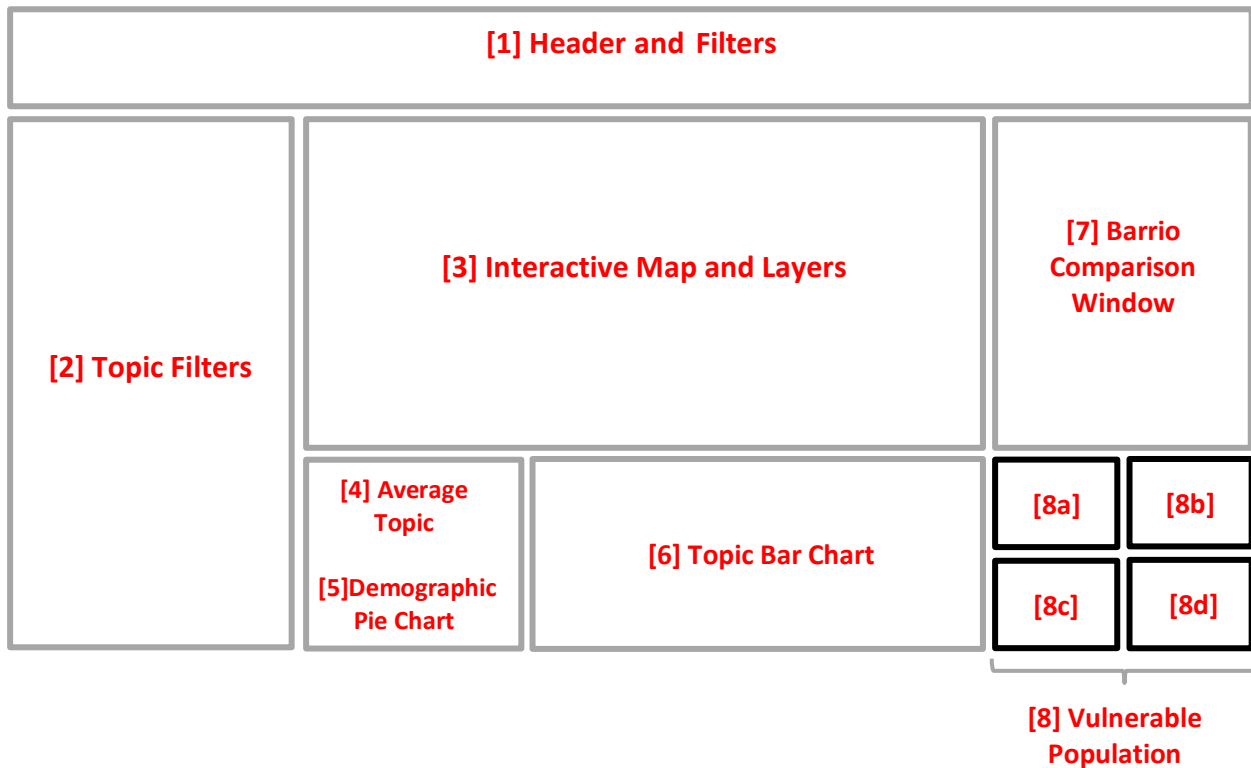 [1] Header and Filters
[2] Topic Filters
[3] Interactive Map and Layers
[7] Barrio
Comparison
Window
[4] Average
Topic
[5]Demographic
Pie Chart
[6] Topic Bar Chart
[8a]
[8b]
[8c]
[8d]
[8] Vulnerable
Population